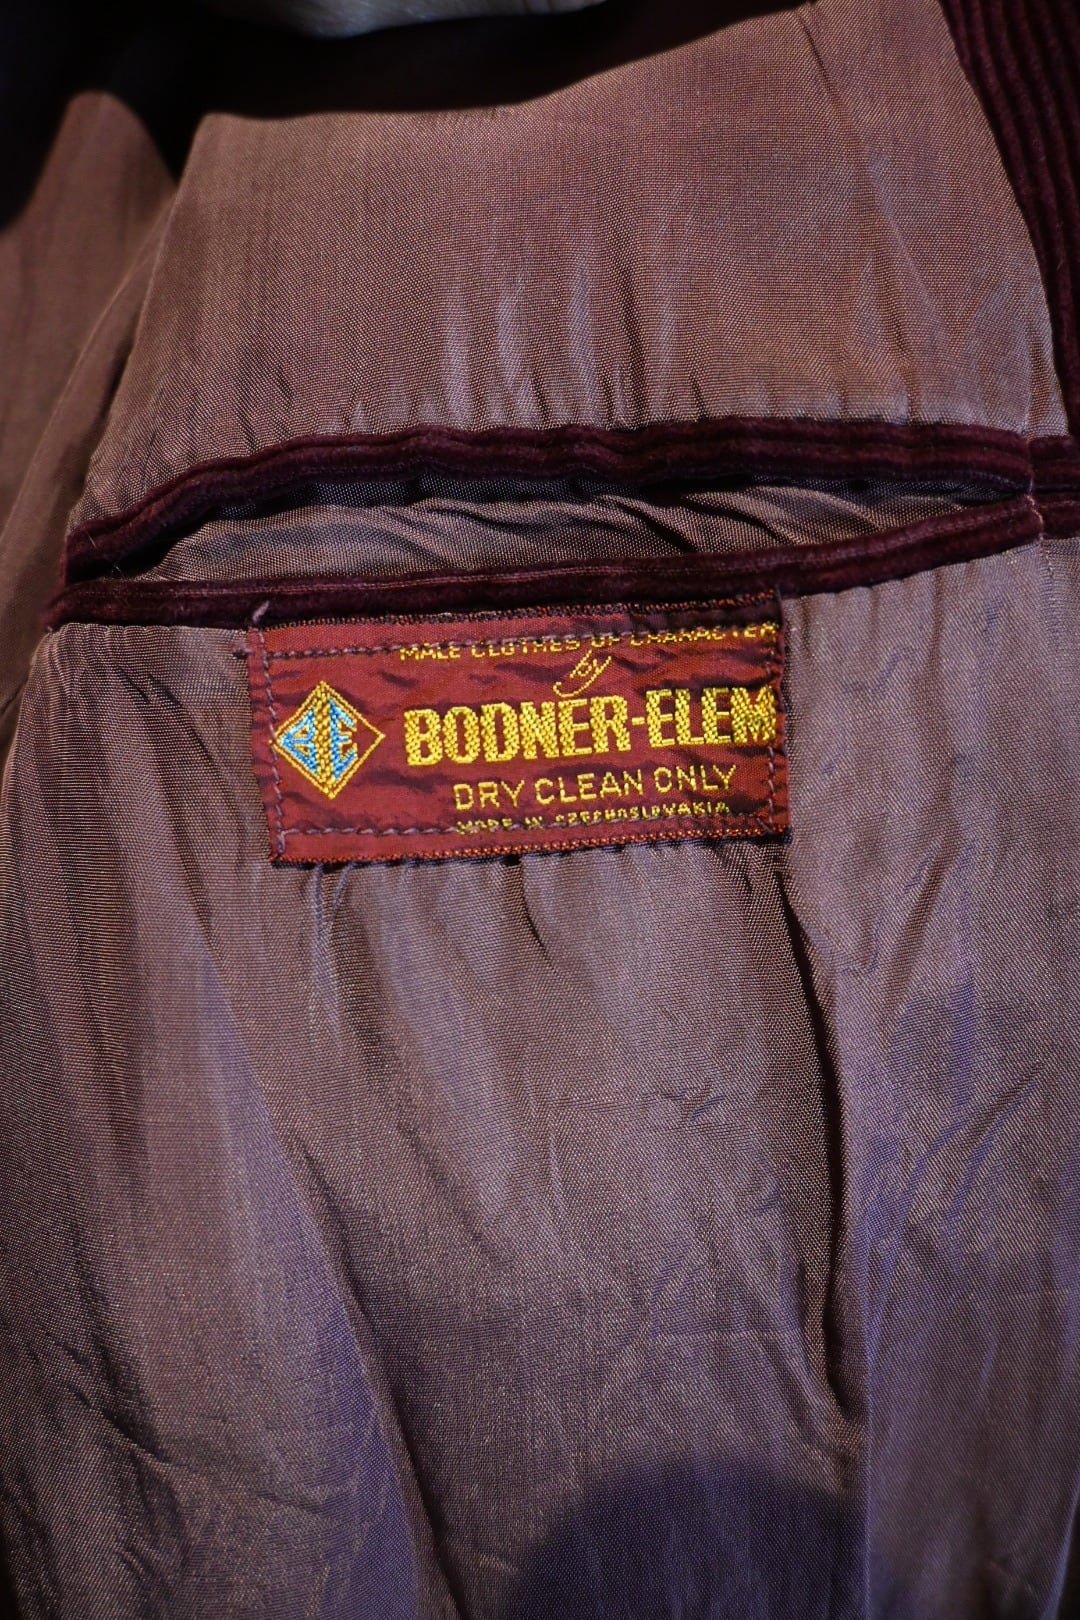 MALE CLOTHES OF CHARACTER
by
BE
BODNER-ELEM
DRY CLEAN ONLY
MADE IN CZECHOSLOVAKIA